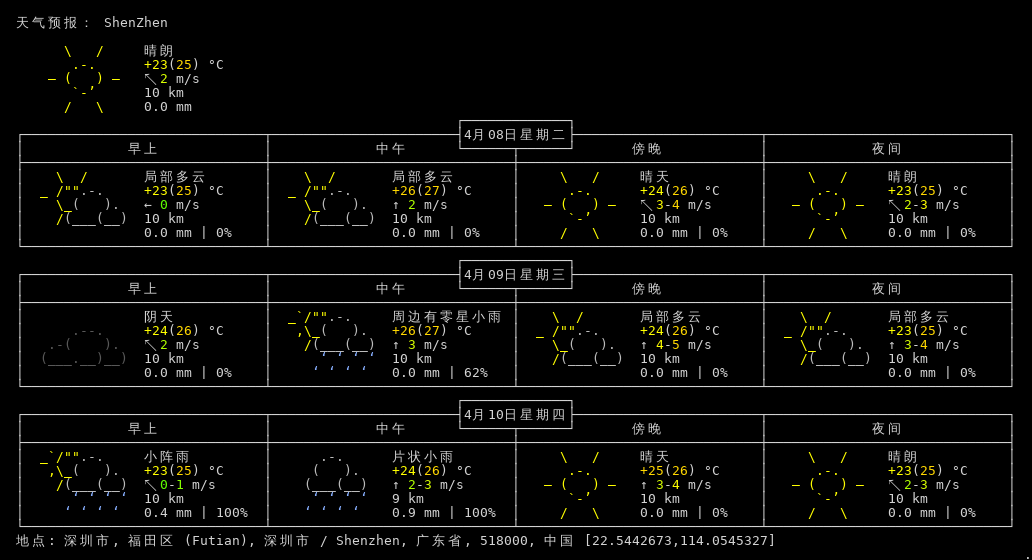 天气预报： ShenZhen
晴朗
+23(25) °C
↖ 2 m/s
10 km
0.0 mm
4月08日星期二
早上 中午 傍晚 夜间
局部多云 局部多云 晴天 晴朗
+23(25) °C +26(27) °C +24(26) °C +23(25) °C
← 0 m/s ↑ 2 m/s ↖ 3-4 m/s ↖ 2-3 m/s
10 km 10 km 10 km 10 km
0.0 mm | 0% 0.0 mm | 0% 0.0 mm | 0% 0.0 mm | 0%
4月09日星期三
早上 中午 傍晚 夜间
阴天 周边有零星小雨 局部多云 局部多云
+24(26) °C +26(27) °C +24(26) °C +23(25) °C
↖ 2 m/s ↑ 3 m/s ↑ 4-5 m/s ↑ 3-4 m/s
10 km 10 km 10 km 10 km
0.0 mm | 0% 0.0 mm | 62% 0.0 mm | 0% 0.0 mm | 0%
4月10日星期四
早上 中午 傍晚 夜间
小阵雨 片状小雨 晴天 晴朗
+23(25) °C +24(26) °C +25(26) °C +23(25) °C
↖ 0-1 m/s ↑ 2-3 m/s ↑ 3-4 m/s ↖ 2-3 m/s
10 km 9 km 10 km 10 km
0.4 mm | 100% 0.9 mm | 100% 0.0 mm | 0% 0.0 mm | 0%
地点: 深圳市, 福田区 (Futian), 深圳市 / Shenzhen, 广东省, 518000, 中国 [22.5442673,114.0545327]